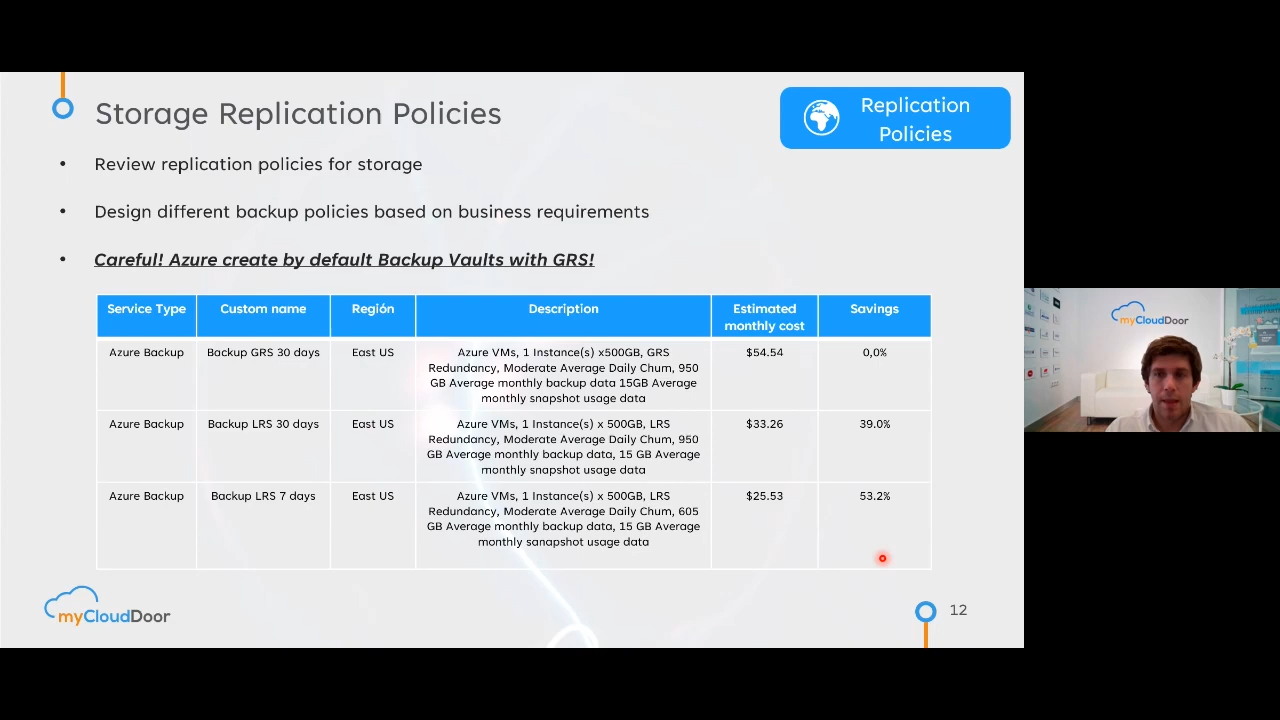 Storage Replication Policies
Replication
Policies
• Review replication policies for storage
• Design different backup policies based on business requirements
• Careful! Azure create by default Backup Vaults with GRS!
Service Type Custom name Región Description Estimated monthly cost Savings
Azure Backup Backup GRS 30 days East US Azure VMs, 1 Instance(s) x500GB, GRS $54.54 0,0%
Redundancy, Moderate Average Daily Chum, 950
GB Average monthly backup data 15GB Average
monthly snapshot usage data
Azure Backup Backup LRS 30 days East US Azure VMs, 1 Instance(s) x 500GB, LRS $33.26 39.0%
Redundancy, Moderate Average Daily Chum, 950
GB Average monthly backup data, 15 GB Average
monthly snapshot usage data
Azure Backup Backup LRS 7 days East US Azure VMs, 1 Instance(s) x 500GB, LRS $25.53 53.2%
Redundancy, Moderate Average Daily Chum, 605
GB Average monthly backup data, 15 GB Average
monthly sanapshot usage data
myCloudDoor
12
myCloudDoor